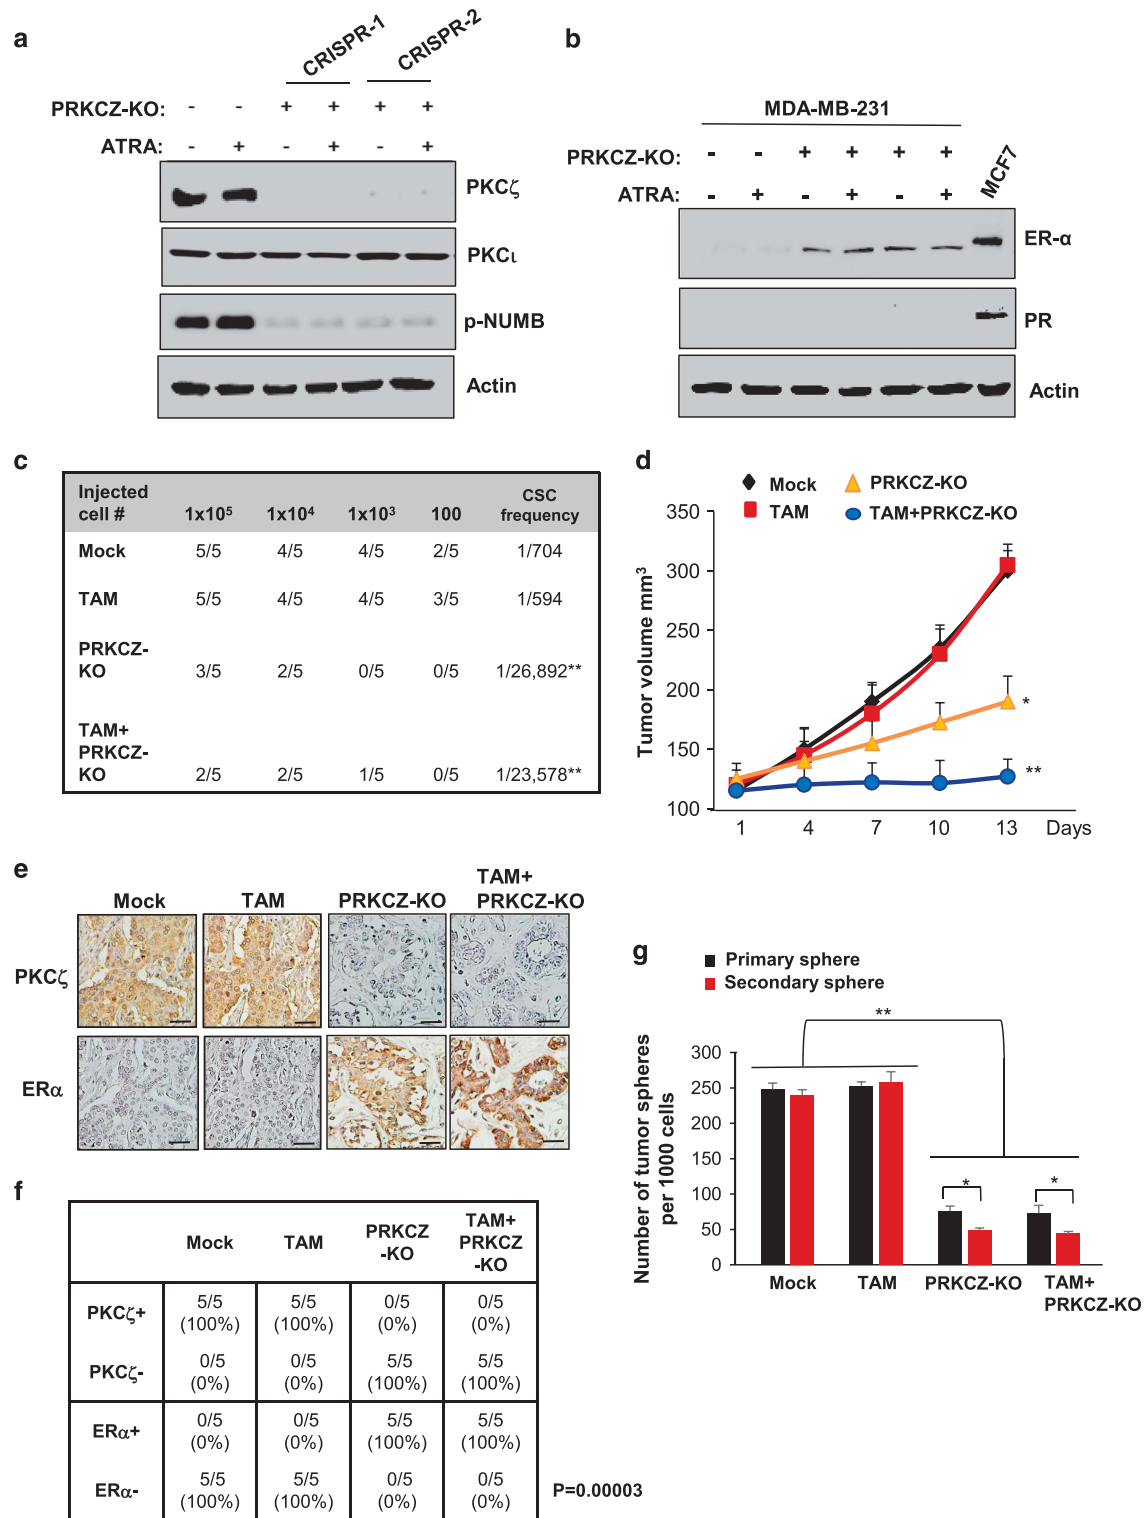 a
CRISPR-1
CRISPR-2
PRKCZ-KO: - - + + + +
ATRA: - + - + - +
PKCζ
PKCι
p-NUMB
Actin
b
MDA-MB-231
PRKCZ-KO: - - + + + +
MCF7
ATRA: - + - + - +
ER-α
PR
Actin
c
Injected cell # 1x10⁵ 1x10⁴ 1x10³ 100 CSC frequency
Mock 5/5 4/5 4/5 2/5 1/704
TAM 5/5 4/5 4/5 3/5 1/594
PRKCZ-KO 3/5 2/5 0/5 0/5 1/26,892**
TAM+ PRKCZ-KO 2/5 2/5 1/5 0/5 1/23,578**
d
Mock PRKCZ-KO
TAM TAM+PRKCZ-KO
Tumor volume mm³
350
300
250
200
150
100
*
**
1 4 7 10 13 Days
e
Mock TAM PRKCZ-KO TAM+ PRKCZ-KO
PKCζ
ERα
f
Mock TAM PRKCZ -KO TAM+ PRKCZ -KO
PKCζ+ 5/5 (100%) 5/5 (100%) 0/5 (0%) 0/5 (0%)
PKCζ- 0/5 (0%) 0/5 (0%) 5/5 (100%) 5/5 (100%)
ERα+ 0/5 (0%) 0/5 (0%) 5/5 (100%) 5/5 (100%)
ERα- 5/5 (100%) 5/5 (100%) 0/5 (0%) 0/5 (0%)
P=0.00003
g
Primary sphere
Secondary sphere
**
Number of tumor spheres per 1000 cells
300
250
200
150
100
50
0
*
*
Mock TAM PRKCZ-KO TAM+ PRKCZ-KO